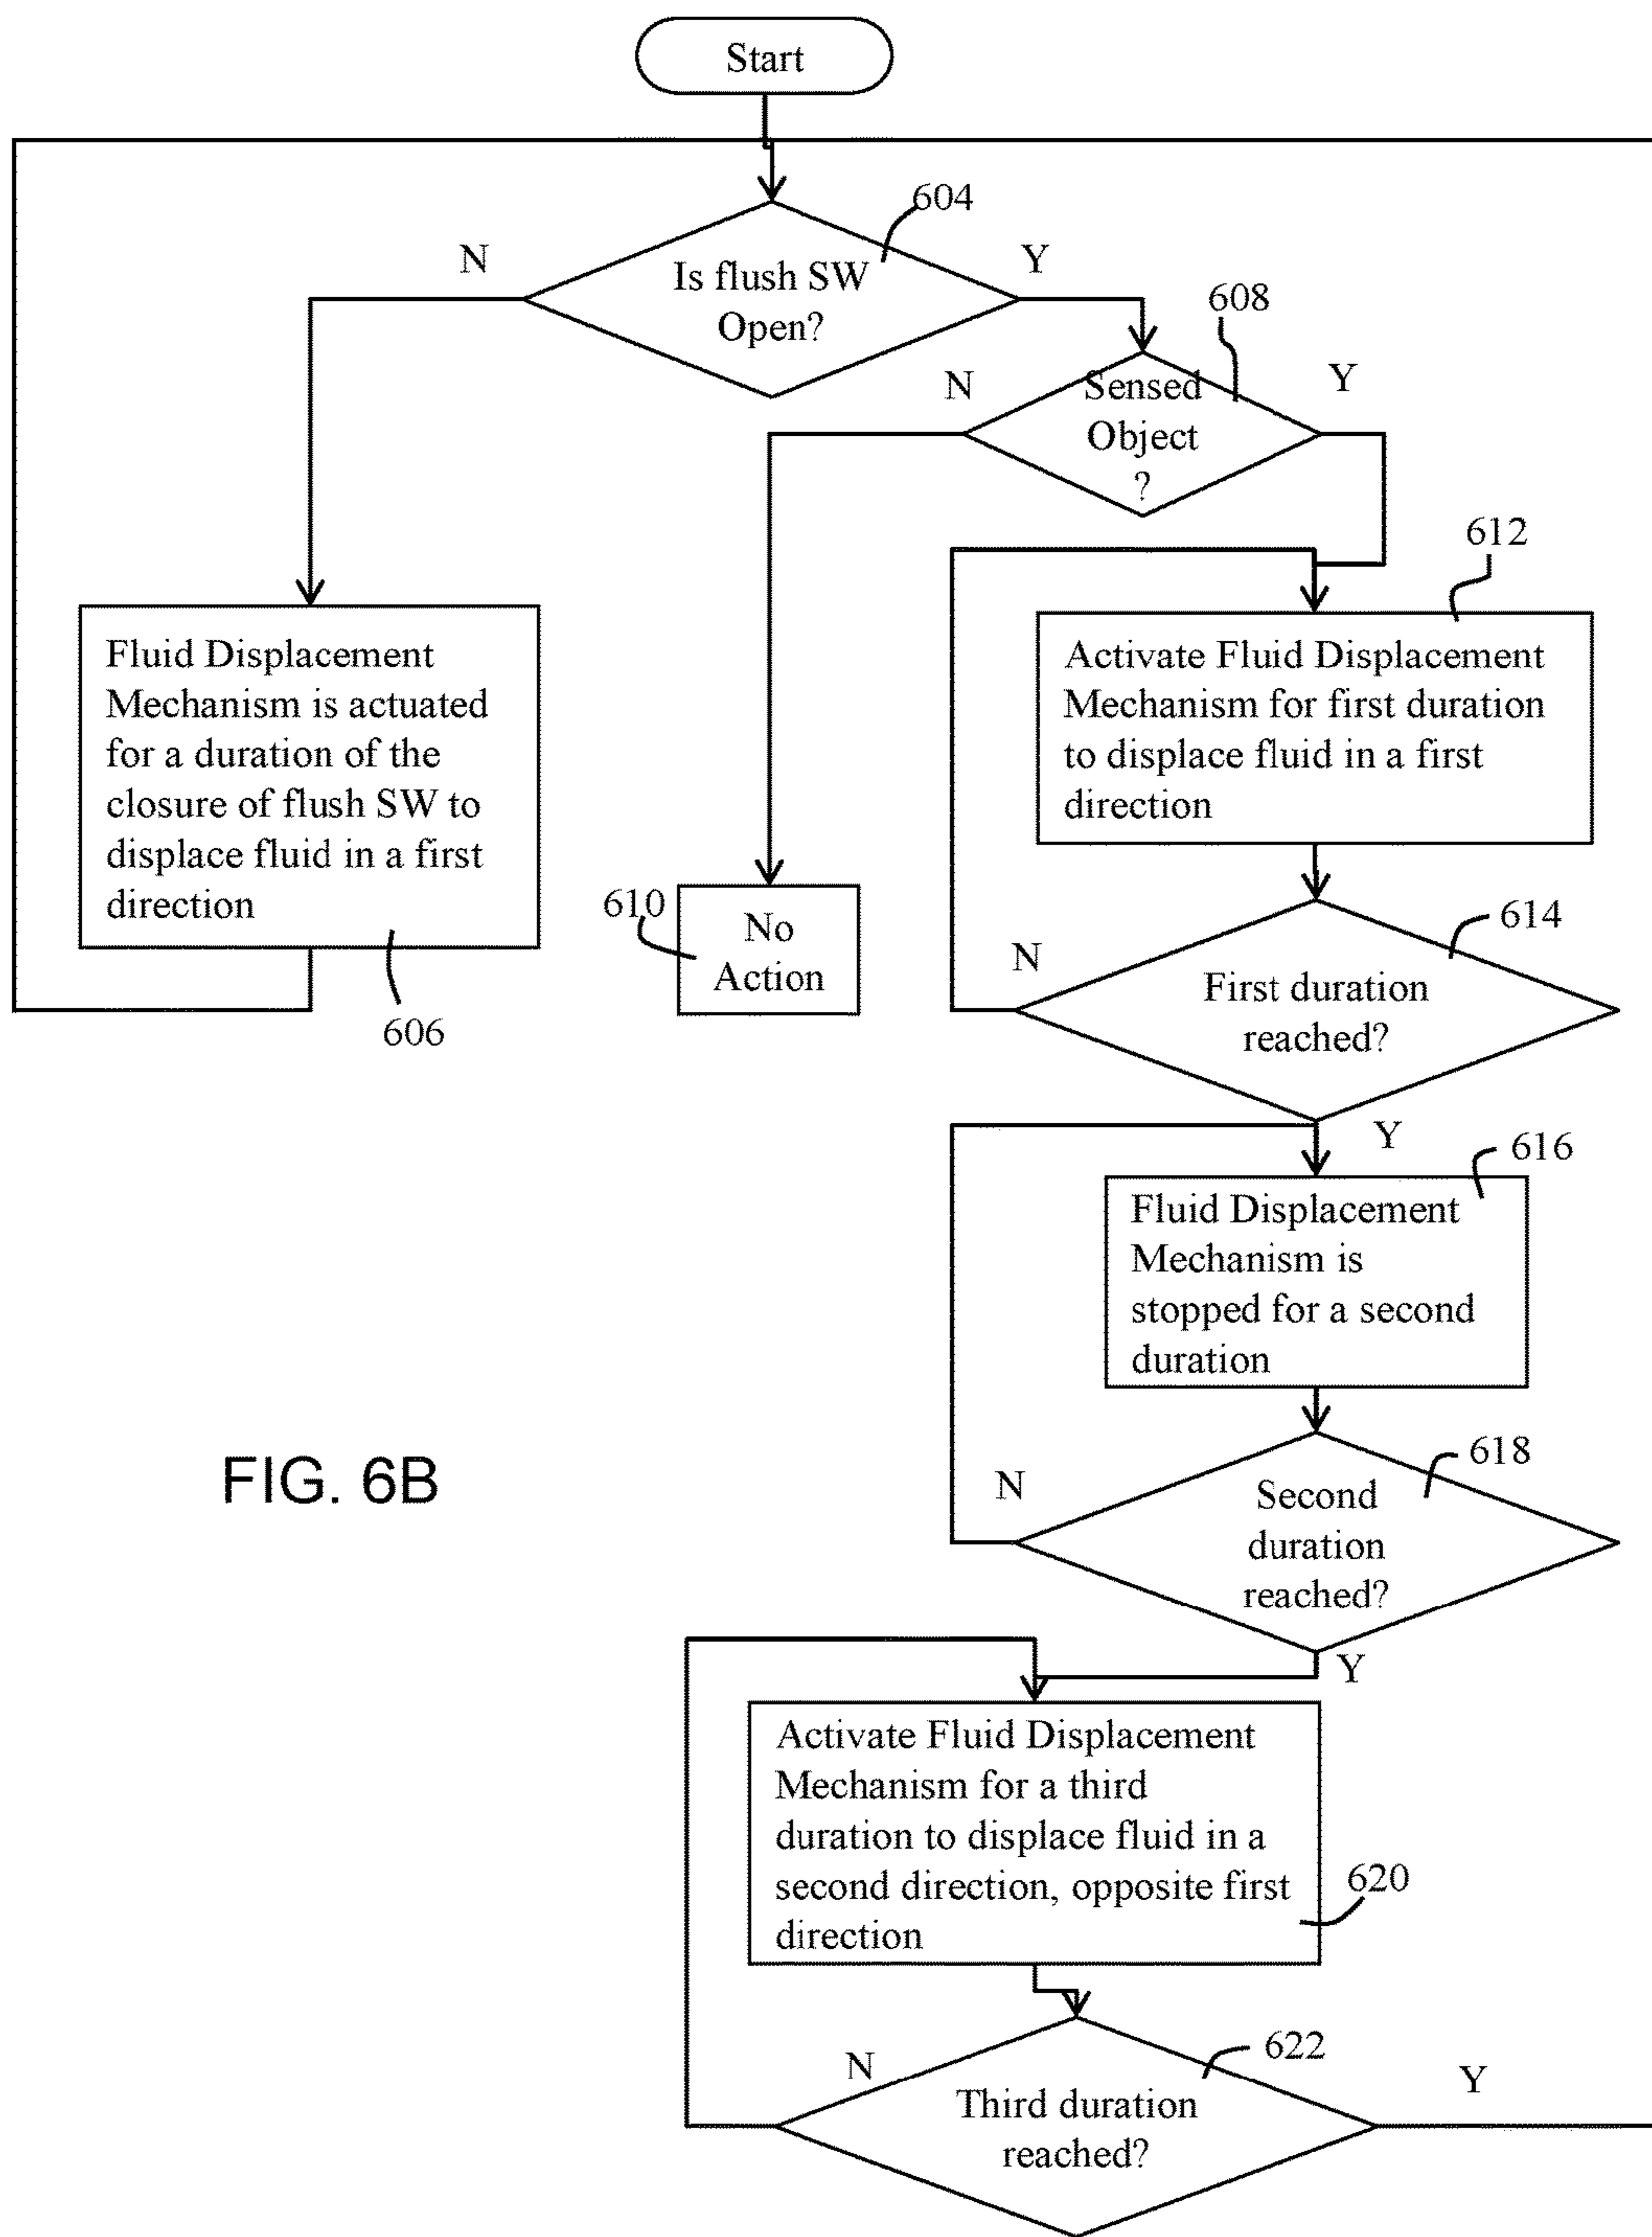 Start
604
N
Y
Is flush SW
Open?
608
N
Y
Sensed
Object
?
612
Fluid Displacement
Mechanism is actuated
for a duration of the
closure of flush SW to
displace fluid in a first
direction
606
610
No
Action
Activate Fluid Displacement
Mechanism for first duration
to displace fluid in a first
direction
614
N
First duration
reached?
Y
616
Fluid Displacement
Mechanism is
stopped for a second
duration
618
N
Second
duration
reached?
Y
FIG. 6B
Activate Fluid Displacement
Mechanism for a third
duration to displace fluid in a
second direction, opposite first
direction
620
622
N
Y
Third duration
reached?